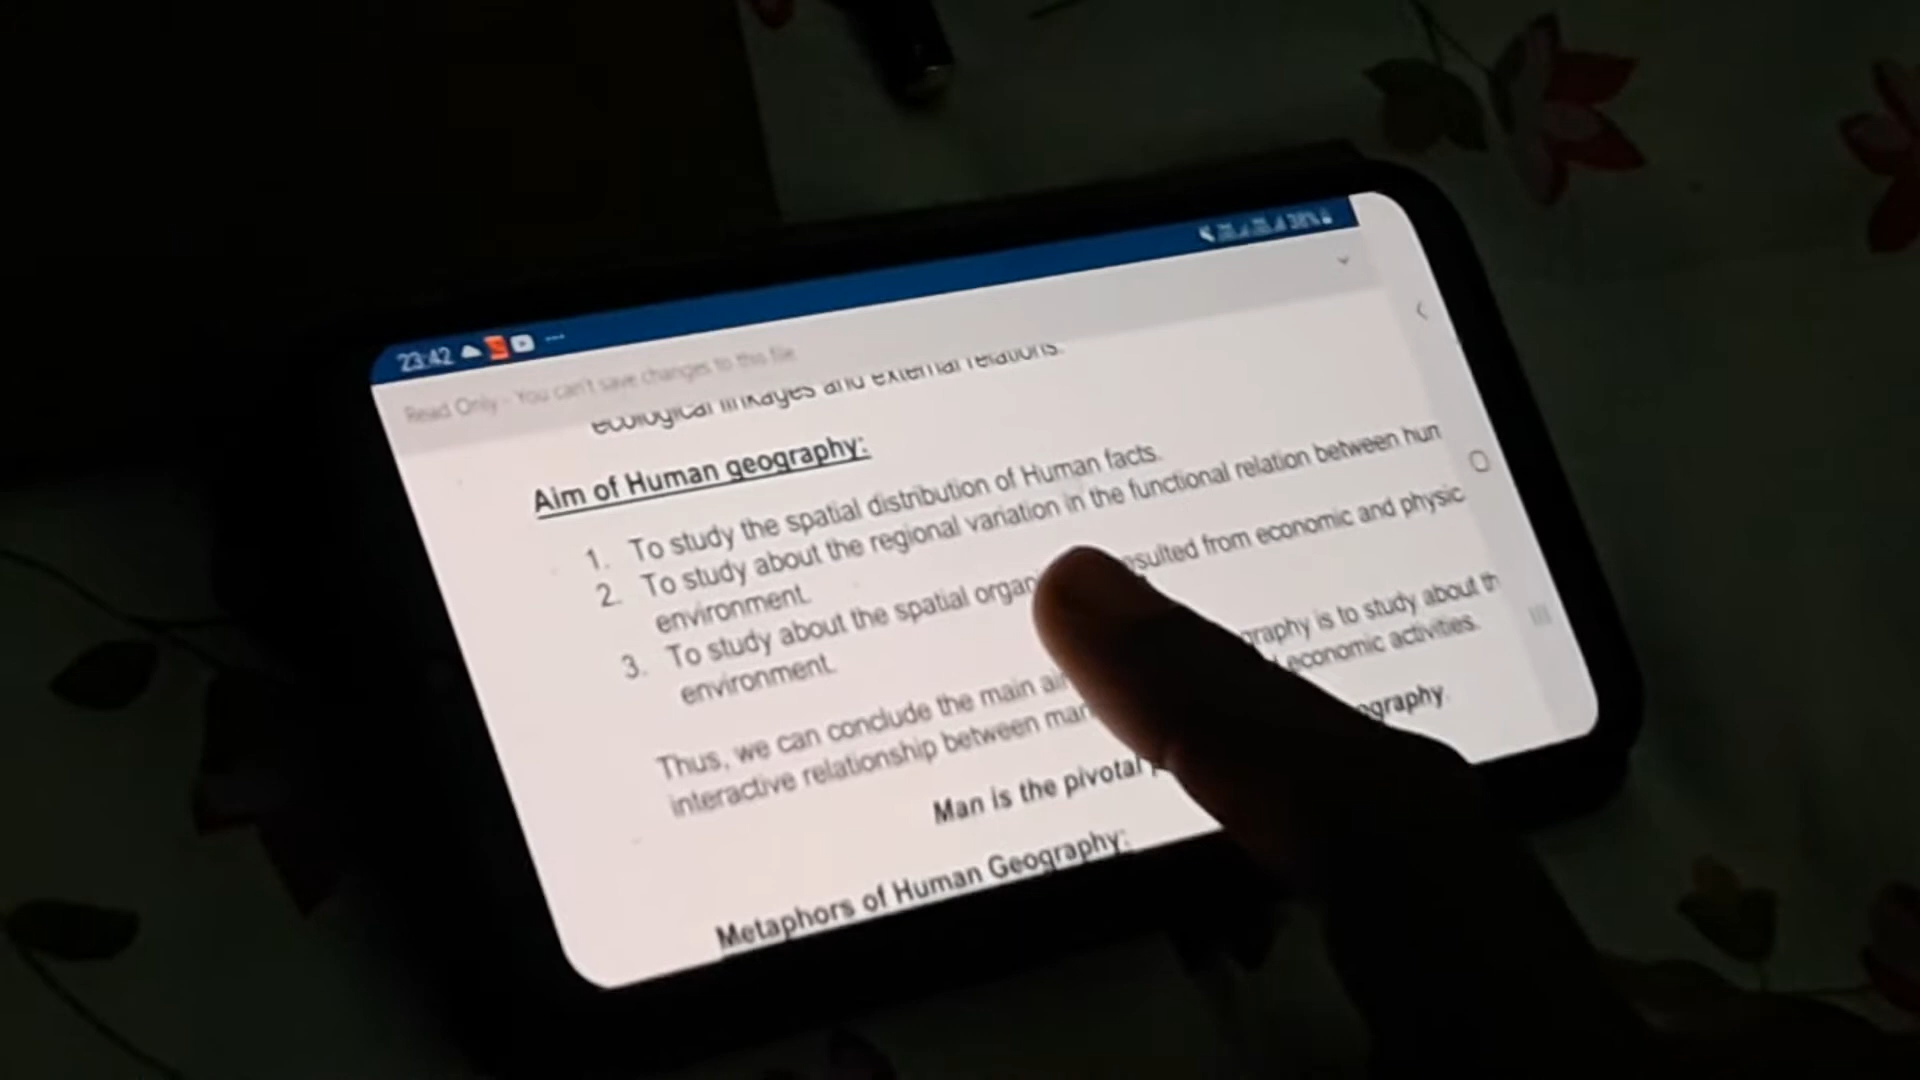 23:42
38%
Read Only - You can't save changes to this file
ecological linkages and external relations.
Aim of Human geography:
1. To study the spatial distribution of Human facts.
2. To study about the regional variation in the functional relation between hum
environment.
3. To study about the spatial organ esulted from economic and physic
environment.
Thus, we can conclude the main ai graphy is to study about th
interactive relationship between man economic activities.
Man is the pivotal ography.
Metaphors of Human Geography: